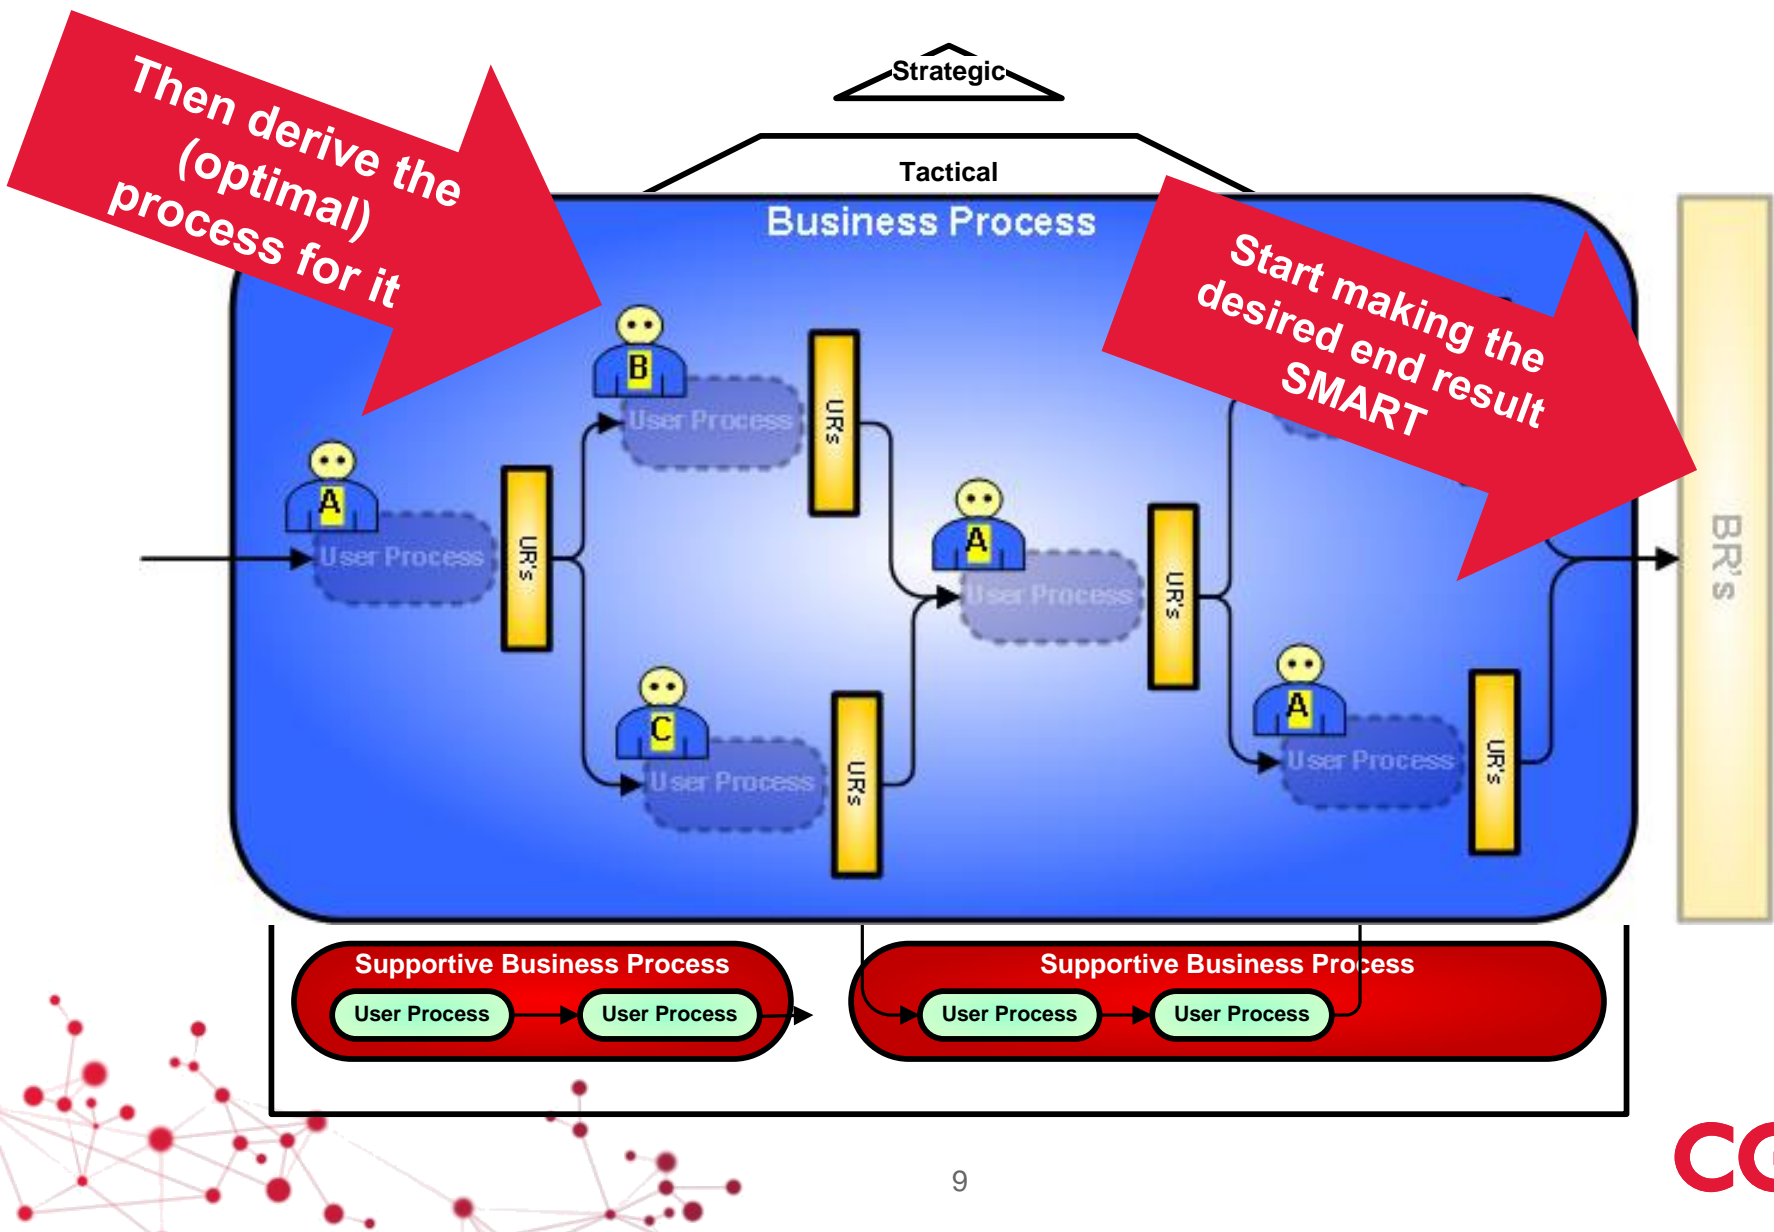 Strategic
Tactical
Then derive the
(optimal)
process for it
Business Process
Start making the
desired end result
SMART
B
User Process
UR's
A
User Process
UR's
A
User Process
UR's
C
User Process
UR's
A
User Process
UR's
BR's
Supportive Business Process
User Process
User Process
Supportive Business Process
User Process
User Process
9